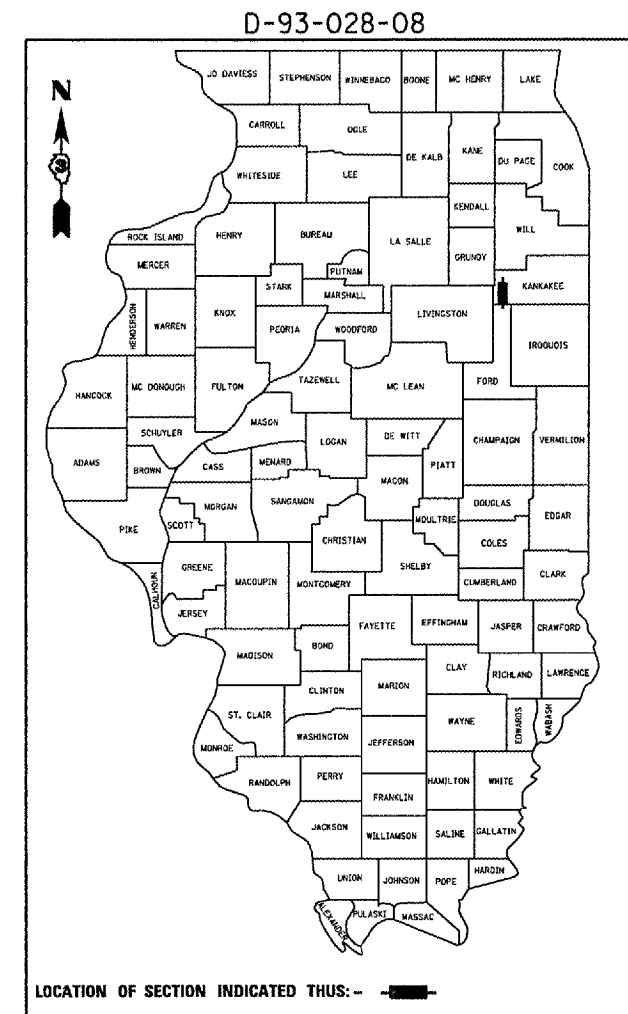 D-93-028-08
JO DAVIESS STEPHENSON WINNEBAGO BOONE MC HENRY LAKE
N
CARROLL OGLE
3
DE KALB KANE DU PAGE COOK
WHITESIDE LEE
KENDALL
ROCK ISLAND HENRY BUREAU LA SALLE WILL
MERCER GRUNDY
PUTNAM
STARK MARSHALL KANKAKEE
HENDERSON WARREN KNOX PEORIA WOODFORD LIVINGSTON
IROQUOIS
HANCOCK MC DONOUGH FULTON TAZEWELL MC LEAN FORD
MASON
SCHUYLER LOGAN DE WITT CHAMPAIGN VERMILION
ADAMS BROWN CASS MENARD PIATT
MACON
PIKE SCOTT MORGAN SANGAMON MOULTRIE DOUGLAS EDGAR
CHRISTIAN COLES
GREENE MACOUPIN MONTGOMERY SHELBY CUMBERLAND CLARK
CALHOUN JERSEY
FAYETTE EFFINGHAM JASPER CRAWFORD
MADISON BOND
CLAY RICHLAND LAWRENCE
CLINTON MARION
ST. CLAIR WAYNE EDWARDS WABASH
WASHINGTON JEFFERSON
MONROE
RANDOLPH PERRY HAMILTON WHITE
FRANKLIN
JACKSON WILLIAMSON SALINE GALLATIN
UNION JOHNSON POPE HARDIN
ALEXANDER PULASKI MASSAC
LOCATION OF SECTION INDICATED THUS:-